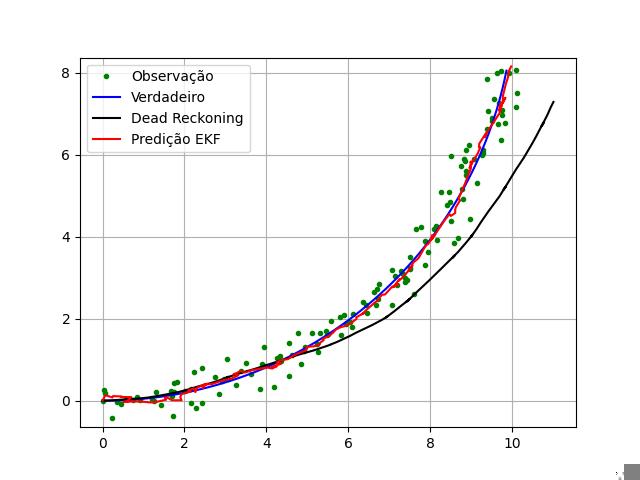 Observação
Verdadeiro
Dead Reckoning
Predição EKF
8
6
4
2
0
0 2 4 6 8 10